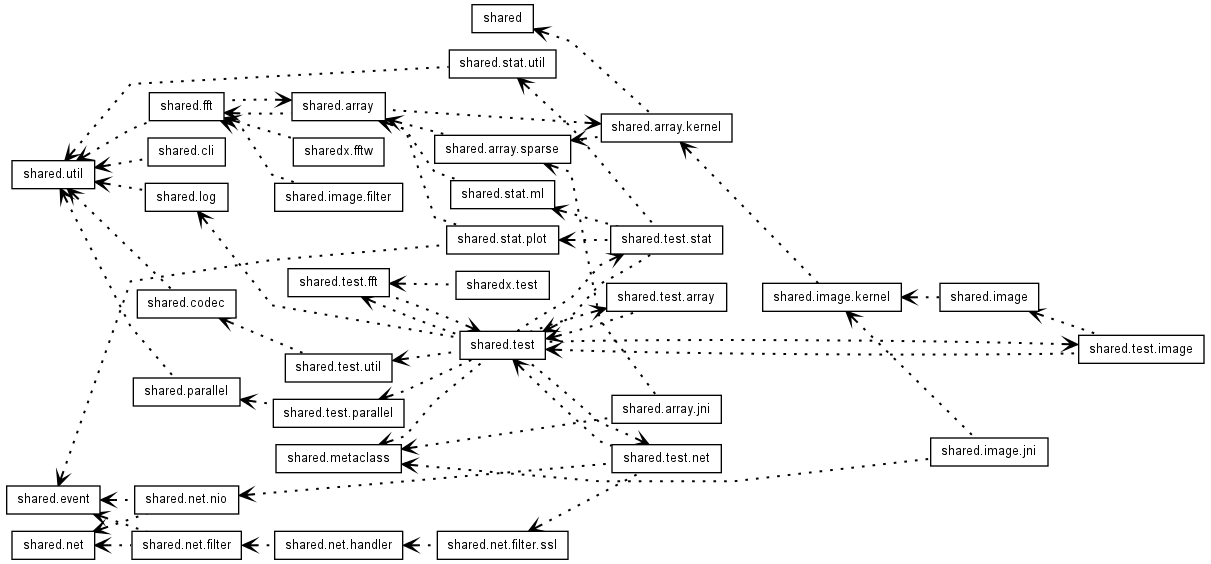 shared
shared.stat.util
shared.fft
shared.array
shared.array.kernel
shared.cli
sharedx.fftw
shared.array.sparse
shared.util
shared.log
shared.image.filter
shared.stat.ml
shared.stat.plot
shared.test.stat
shared.test.fft
sharedx.test
shared.codec
shared.test.array
shared.image.kernel
shared.image
shared.test
shared.test.image
shared.test.util
shared.parallel
shared.test.parallel
shared.array.jni
shared.metaclass
shared.test.net
shared.image.jni
shared.event
shared.net.nio
shared.net
shared.net.filter
shared.net.handler
shared.net.filter.ssl